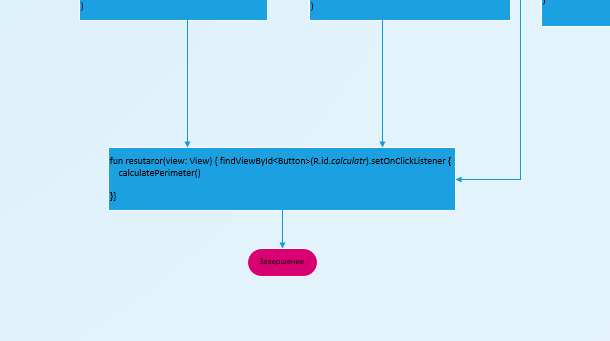 )
)
)
fun resutaror(view: View) { findViewById<Button>(R.id.calculatr).setOnClickListener {
calculatePerimeter()
}}
Завершение